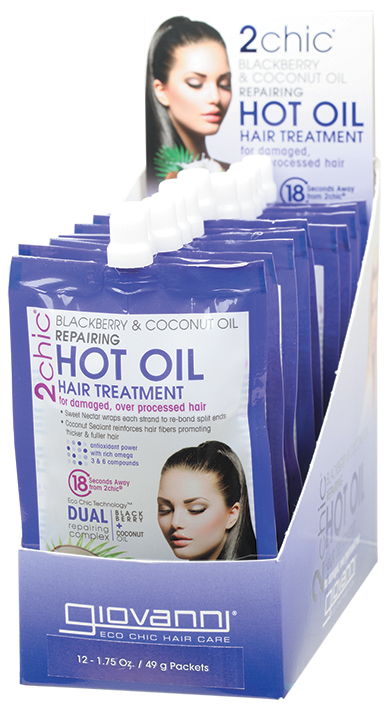 2chic®
BLACKBERRY
& COCONUT OIL
REPAIRING
HOT OIL
HAIR TREATMENT
for damaged,
over processed hair
18 Seconds Away
from 2chic®
2chic®
BLACKBERRY & COCONUT OIL
REPAIRING
HOT OIL
HAIR TREATMENT
for damaged, over processed hair
• Sweet Nectar wraps each strand to re-bond split ends
• Coconut Sealant reinforces hair fibers promoting
thicker & fuller hair
antioxidant power
with rich omega
3 & 6 compounds
18 Seconds Away
from 2chic®
Eco Chic Technology™
DUAL
repairing
complex
BLACK
BERRY
+
COCONUT
OIL
HOT OIL
giovanni®
ECO CHIC HAIR CARE
12 - 1.75 Oz. / 49 g Packets